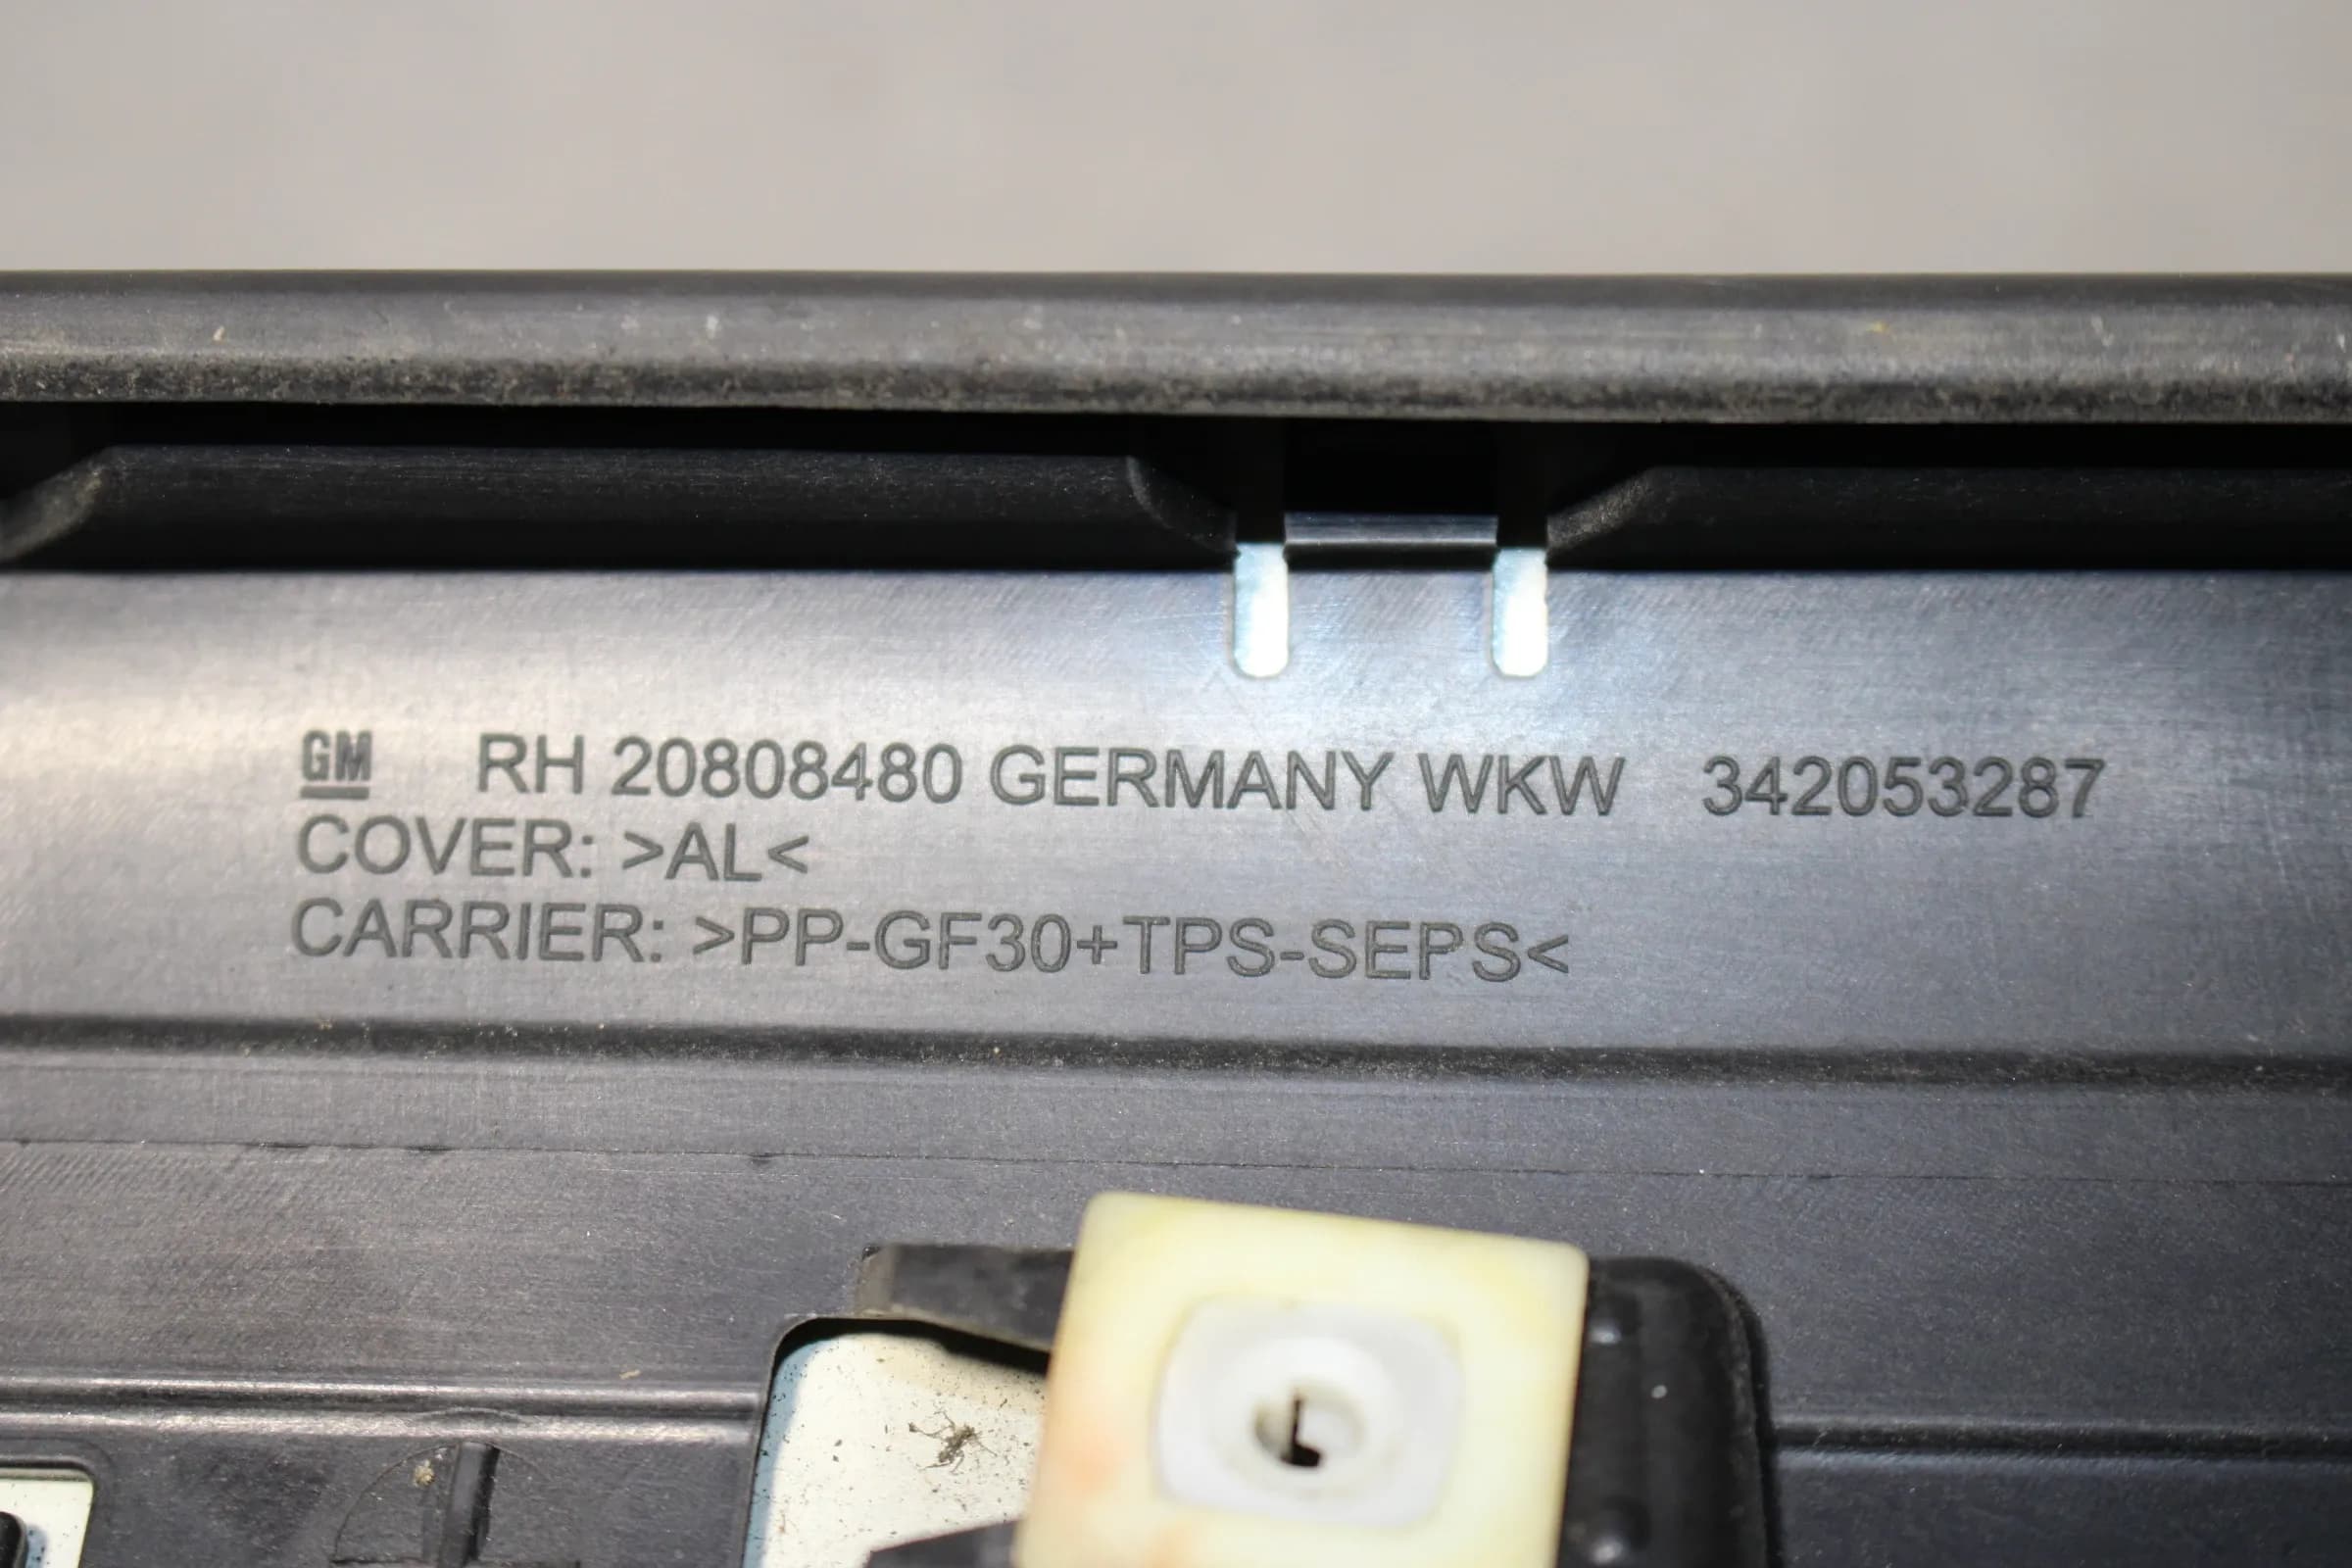 GM RH 20808480 GERMANY WKW 342053287
COVER: >AL<
CARRIER: >PP-GF30+TPS-SEPS<